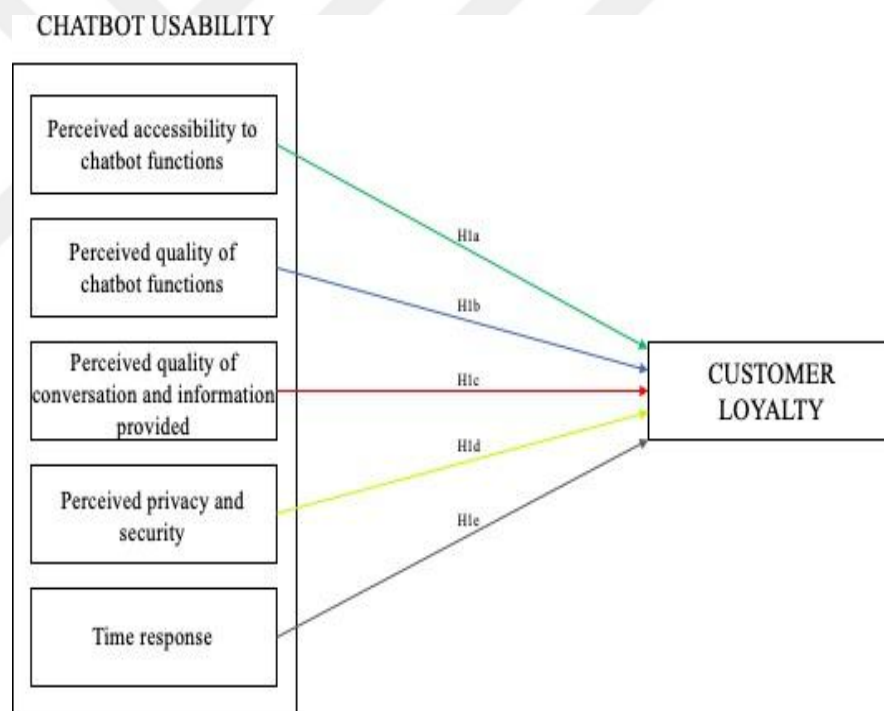 CHATBOT USABILITY
Perceived accessibility to
chatbot functions
Perceived quality of
chatbot functions
Perceived quality of
conversation and information
provided
Perceived privacy and
security
Time response
H1a
H1b
H1c
H1d
H1e
CUSTOMER
LOYALTY